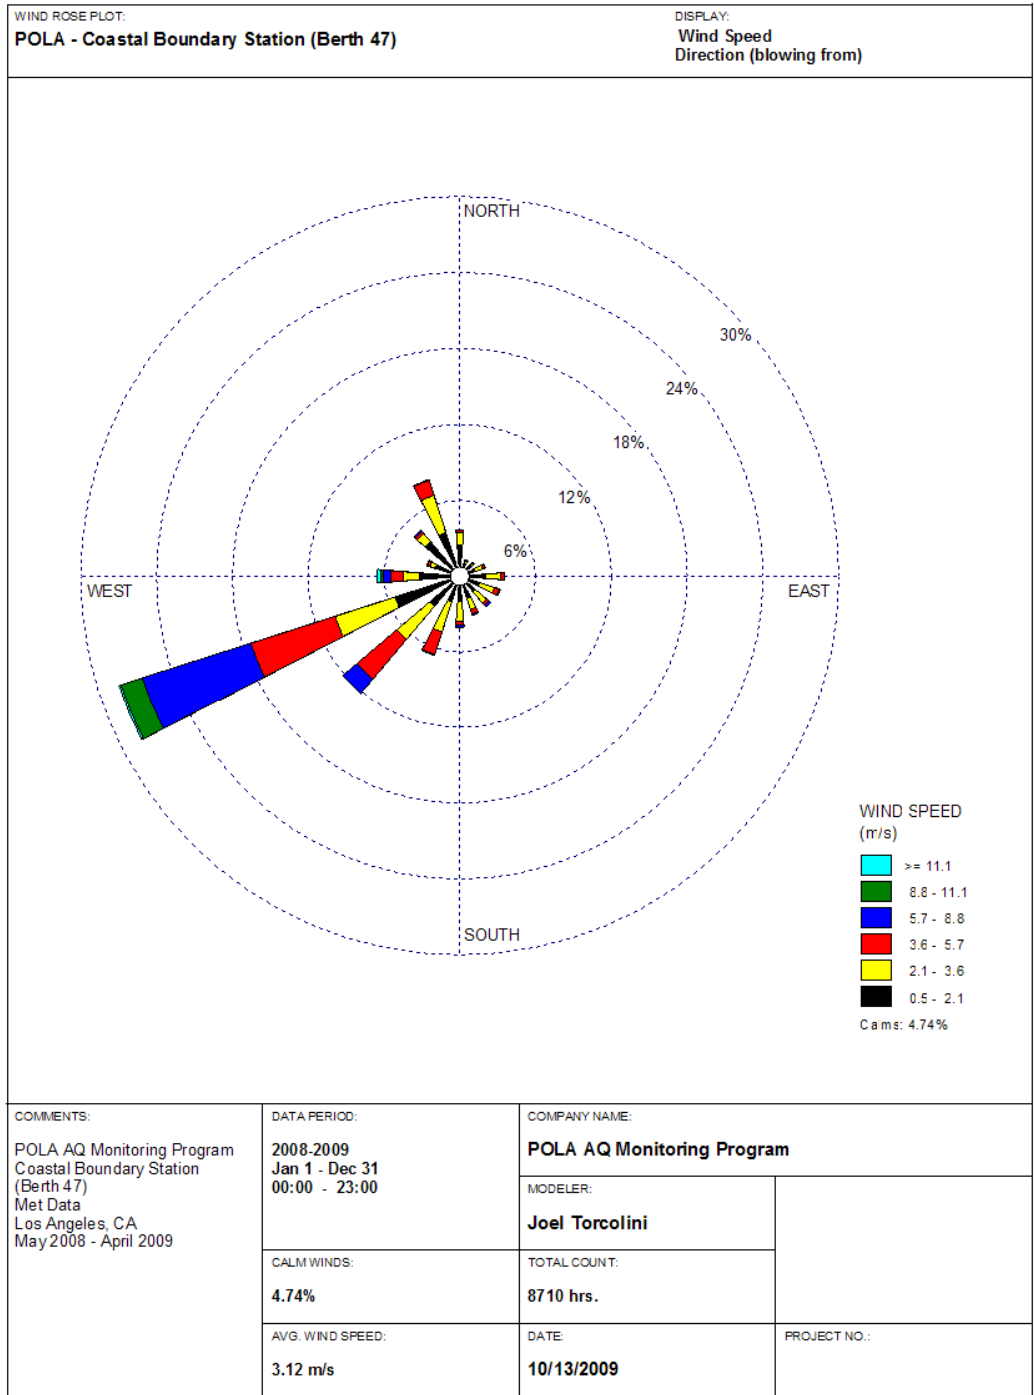 WIND ROSE PLOT:
POLA - Coastal Boundary Station (Berth 47)
DISPLAY:
Wind Speed
Direction (blowing from)
NORTH
30%
24%
18%
12%
6%
WEST
EAST
SOUTH
WIND SPEED
(m/s)
>= 11.1
8.8 - 11.1
5.7 - 8.8
3.6 - 5.7
2.1 - 3.6
0.5 - 2.1
Cams: 4.74%
COMMENTS:
POLA AQ Monitoring Program
Coastal Boundary Station
(Berth 47)
Met Data
Los Angeles, CA
May 2008 - April 2009
DATA PERIOD:
2008-2009
Jan 1 - Dec 31
00:00 - 23:00
COMPANY NAME:
POLA AQ Monitoring Program
MODELER:
Joel Torcolini
CALM WINDS:
4.74%
TOTAL COUNT:
8710 hrs.
AVG. WIND SPEED:
3.12 m/s
DATE:
10/13/2009
PROJECT NO.: